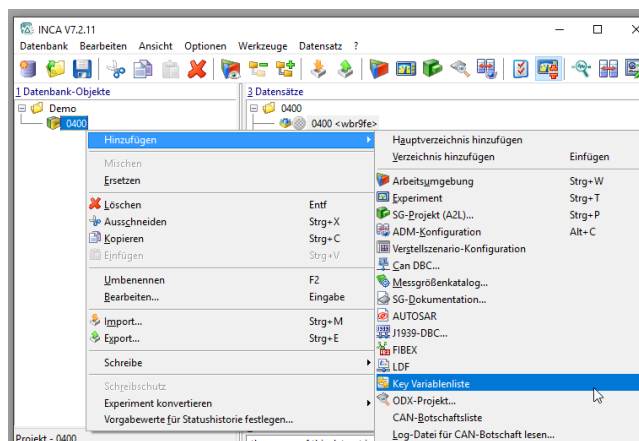 INCA V7.2.11
Datenbank Bearbeiten Ansicht Optionen Werkzeuge Datensatz ?
1 Datenbank-Objekte
3 Datensätze
Demo
0400
0400
0400 <wbr9fe>
Hinzufügen
Mischen
Ersetzen
Löschen Entf
Ausschneiden Strg+X
Kopieren Strg+C
Einfügen Strg+V
Umbenennen F2
Bearbeiten... Eingabe
Import... Strg+M
Export... Strg+E
Schreibe
Schreibschutz
Experiment konvertieren
Vorgabewerte für Statushistorie festlegen...
Hauptverzeichnis hinzufügen
Verzeichnis hinzufügen Einfügen
Arbeitsumgebung Strg+W
Experiment Strg+T
SG-Projekt (A2L)... Strg+P
ADM-Konfiguration Alt+C
Verstellszenario-Konfiguration
Can DBC...
Messgrößenkatalog...
SG-Dokumentation...
AUTOSAR
J1939-DBC...
FIBEX
LDF
Key Variablenliste
ODX-Projekt...
CAN-Botschaftsliste
Log-Datei für CAN-Botschaft lesen...
Projekt - 0400